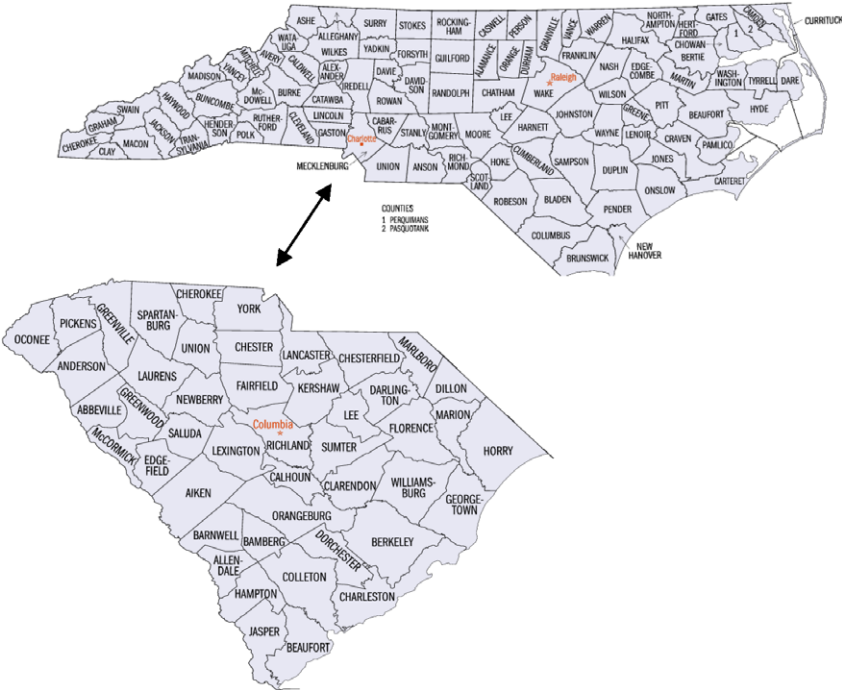 ASHE
ALLEGHANY
SURRY
STOKES
ROCKING-
HAM
CASWELL
PERSON
GRANVILLE
VANCE
WARREN
NORTH-
AMPTON
HERT-
FORD
GATES
CAMDEN
CURRITUCK
WATA-
UGA
WILKES
YADKIN
FORSYTH
GUILFORD
ALAMANCE
ORANGE
DURHAM
FRANKLIN
HALIFAX
CHOWAN
BERTIE
1
2
MITCHELL
AVERY
CALDWELL
ALEX-
ANDER
IREDELL
DAVIE
DAVID-
SON
RANDOLPH
CHATHAM
Raleigh
WAKE
NASH
EDGE-
COMBE
MARTIN
WASH-
INGTON
TYRRELL
DARE
MADISON
YANCEY
Mc-
DOWELL
BURKE
CATAWBA
ROWAN
JOHNSTON
WILSON
PITT
BEAUFORT
HYDE
SWAIN
HAYWOOD
BUNCOMBE
RUTHER-
FORD
CLEVELAND
LINCOLN
GASTON
CABAR-
RUS
STANLY
MONT-
GOMERY
MOORE
LEE
HARNETT
WAYNE
GREENE
LENOIR
CRAVEN
PAMLICO
GRAHAM
CHEROKEE
CLAY
MACON
JACKSON
TRAN-
SYLVANIA
HENDER
SON
POLK
Charlotte
MECKLENBURG
UNION
ANSON
RICH-
MOND
SCOT-
LAND
HOKE
CUMBERLAND
SAMPSON
DUPLIN
JONES
ONSLOW
CARTERET
ROBESON
BLADEN
PENDER
COLUMBUS
BRUNSWICK
NEW
HANOVER
COUNTIES
1 PERQUIMANS
2 PASQUOTANK
OCONEE
PICKENS
GREENVILLE
SPARTAN-
BURG
CHEROKEE
YORK
UNION
CHESTER
LANCASTER
CHESTERFIELD
MARLBORO
ANDERSON
LAURENS
FAIRFIELD
KERSHAW
DARLING-
TON
DILLON
ABBEVILLE
GREENWOOD
NEWBERRY
LEE
MARION
McCORMICK
SALUDA
Columbia
RICHLAND
SUMTER
FLORENCE
HORRY
EDGE-
FIELD
LEXINGTON
CALHOUN
CLARENDON
WILLIAMS-
BURG
GEORGE-
TOWN
AIKEN
ORANGEBURG
BARNWELL
BAMBERG
DORCHESTER
BERKELEY
ALLEN-
DALE
COLLETON
HAMPTON
CHARLESTON
JASPER
BEAUFORT